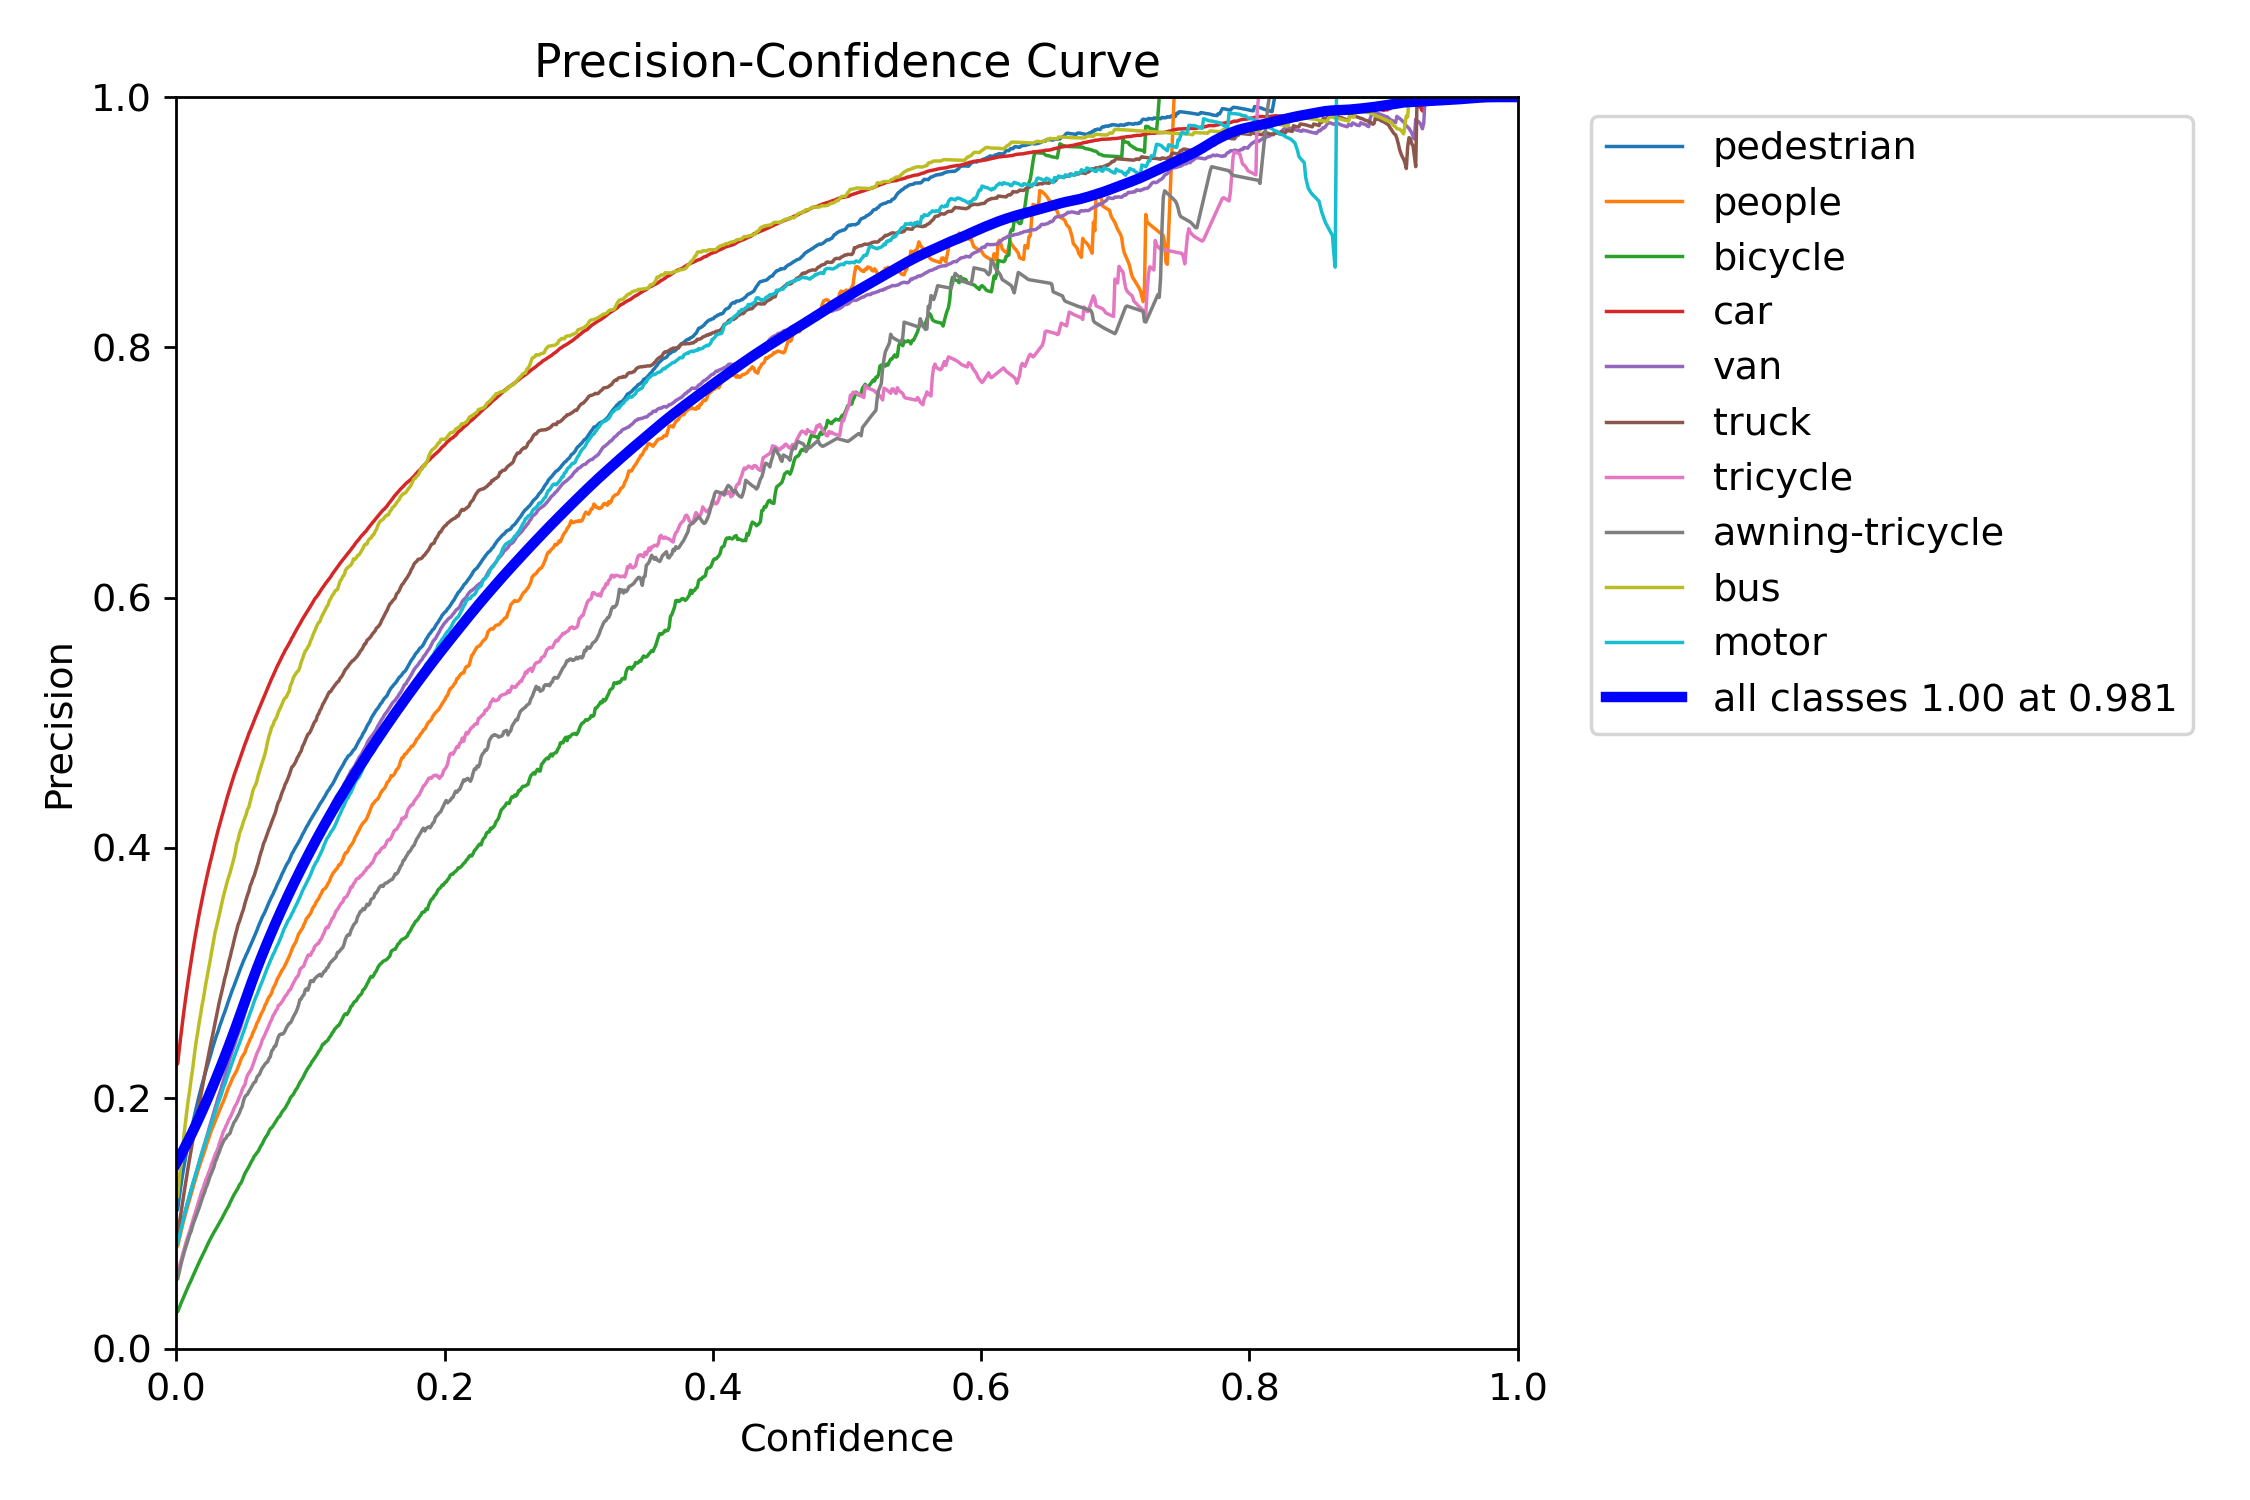 Precision-Confidence Curve
1.0
0.8
0.6
0.4
0.2
0.0
Precision
0.0 0.2 0.4 0.6 0.8 1.0
Confidence
pedestrian
people
bicycle
car
van
truck
tricycle
awning-tricycle
bus
motor
all classes 1.00 at 0.981